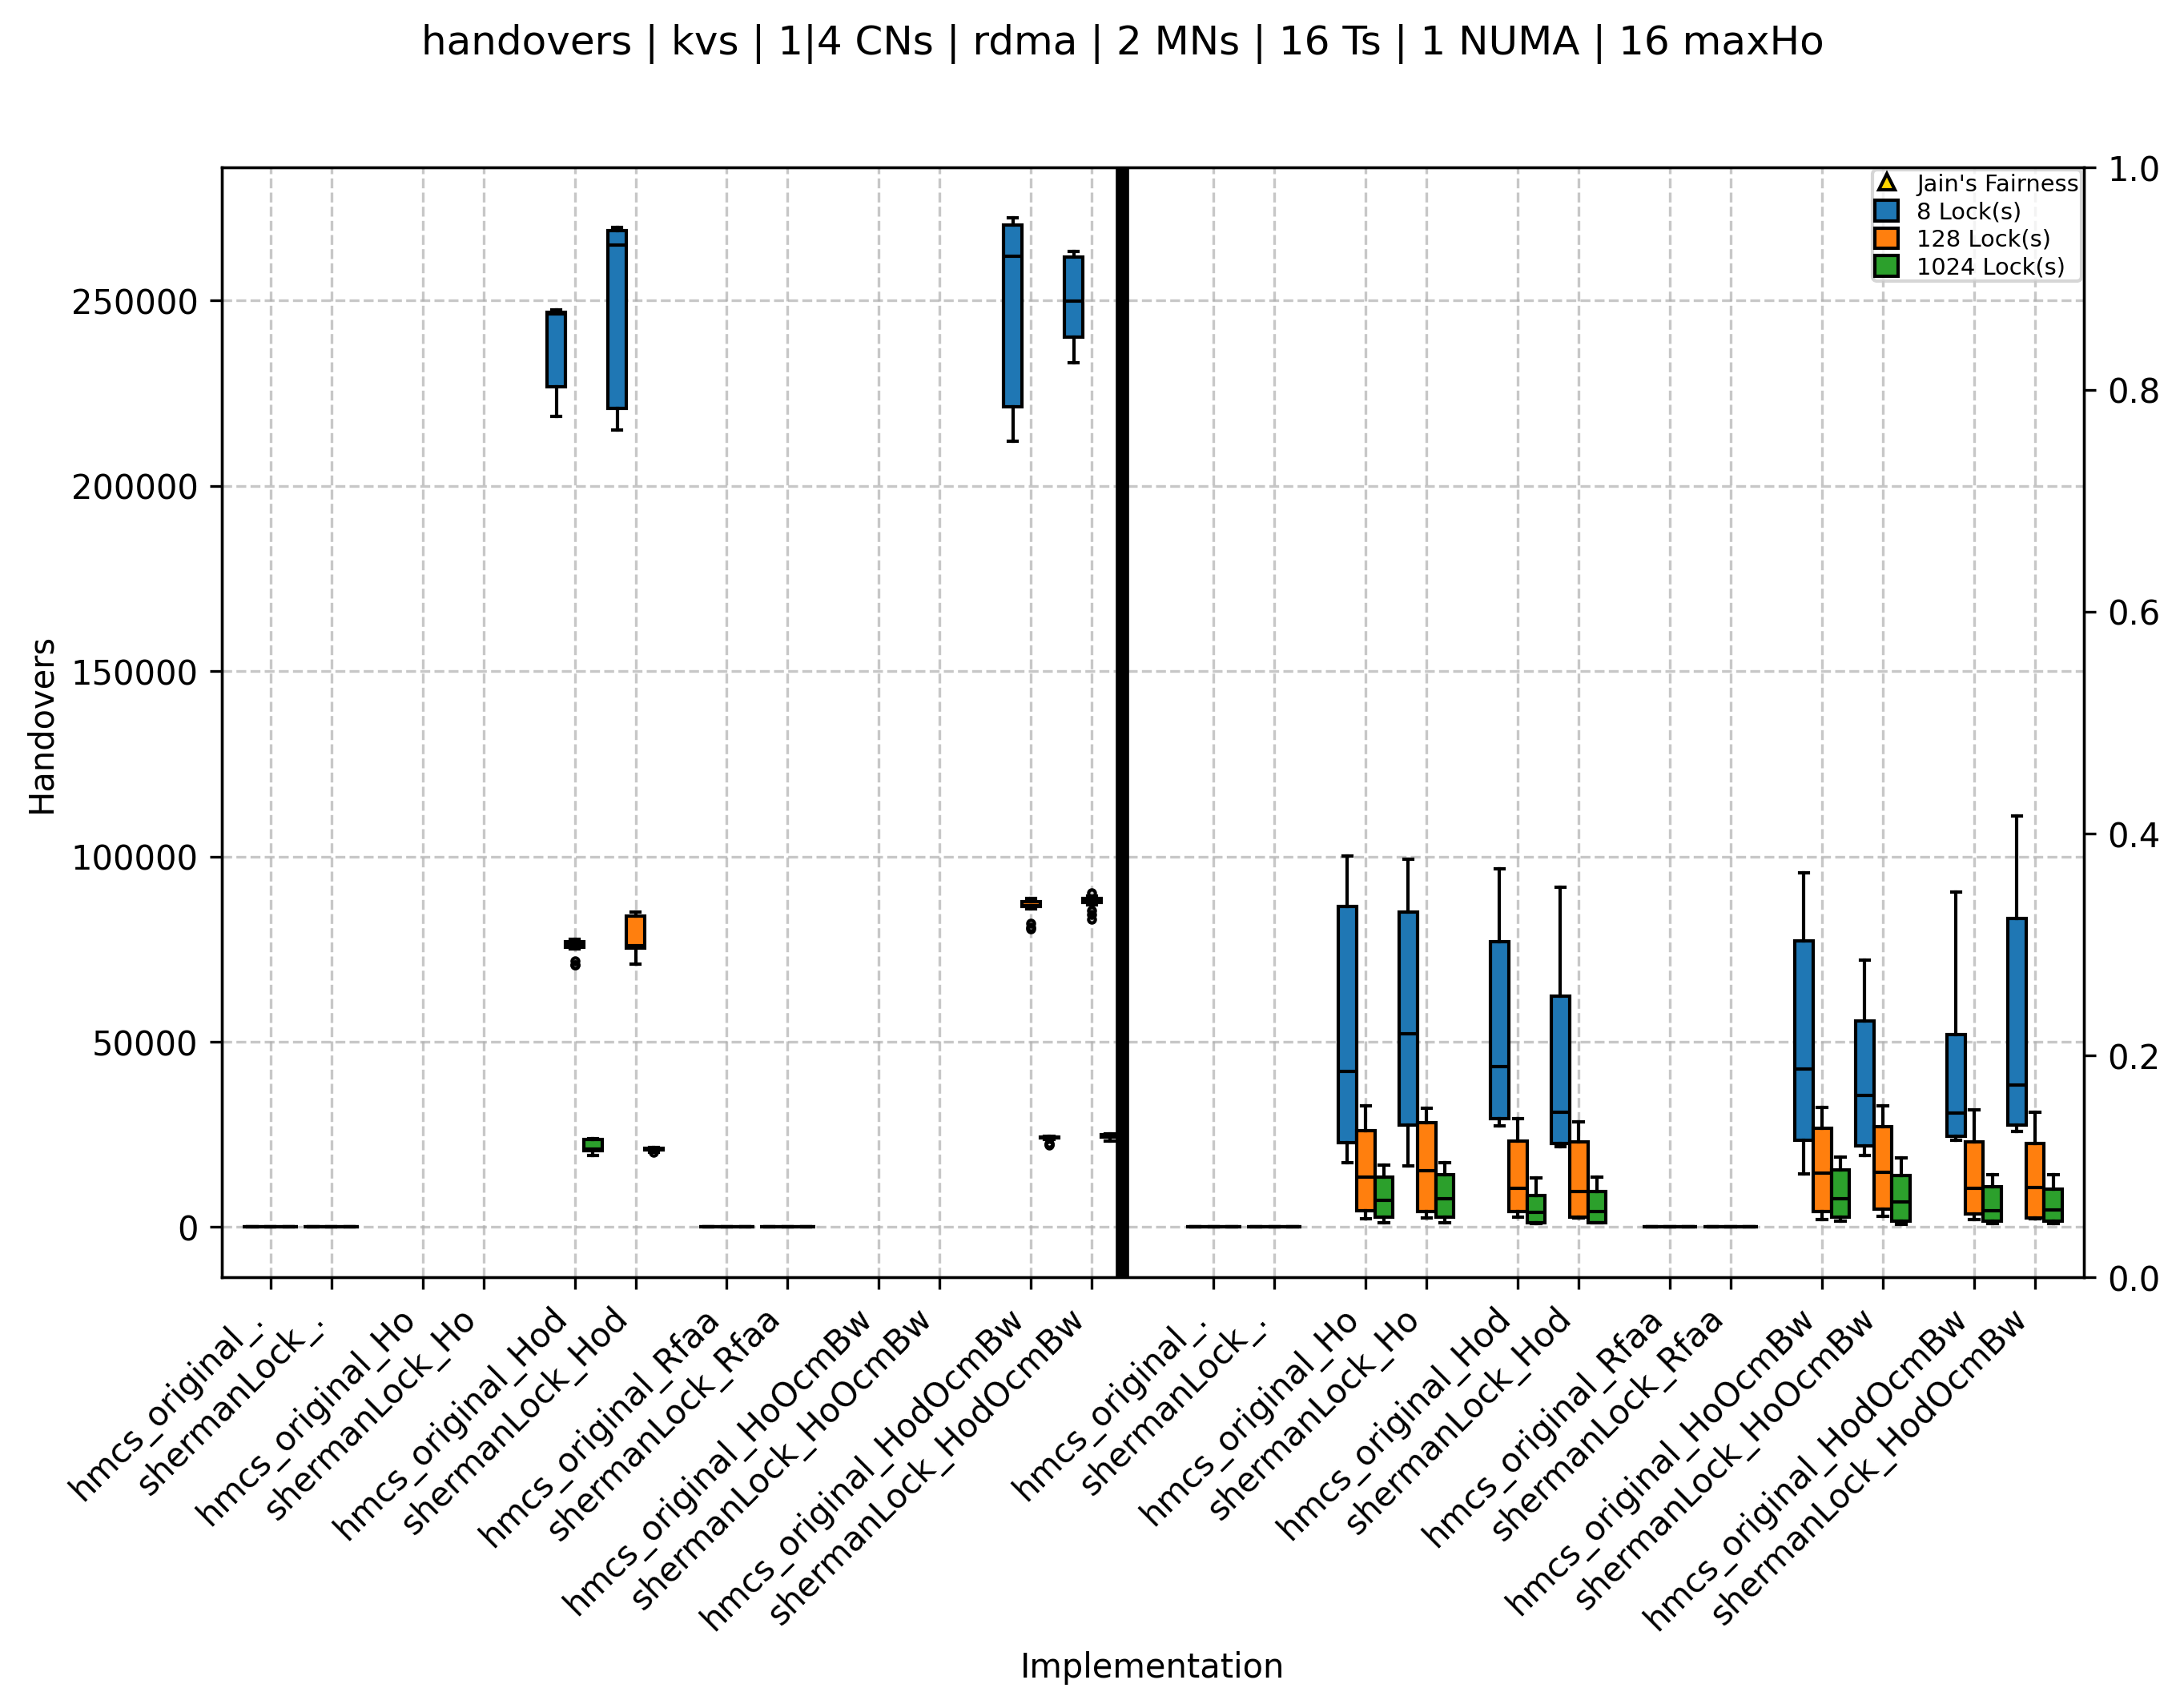 handovers | kvs | 1|4 CNs | rdma | 2 MNs | 16 Ts | 1 NUMA | 16 maxHo
Jain's Fairness
8 Lock(s)
128 Lock(s)
1024 Lock(s)
Handovers
250000
200000
150000
100000
50000
0
1.0
0.8
0.6
0.4
0.2
0.0
hmcs_original_.
shermanLock_.
hmcs_original_Ho
shermanLock_Ho
hmcs_original_Hod
shermanLock_Hod
hmcs_original_Rfaa
shermanLock_Rfaa
hmcs_original_HoOcmBw
shermanLock_HoOcmBw
hmcs_original_HodOcmBw
shermanLock_HodOcmBw
hmcs_original_.
shermanLock_.
hmcs_original_Ho
shermanLock_Ho
hmcs_original_Hod
shermanLock_Hod
hmcs_original_Rfaa
shermanLock_Rfaa
hmcs_original_HoOcmBw
shermanLock_HoOcmBw
hmcs_original_HodOcmBw
shermanLock_HodOcmBw
Implementation